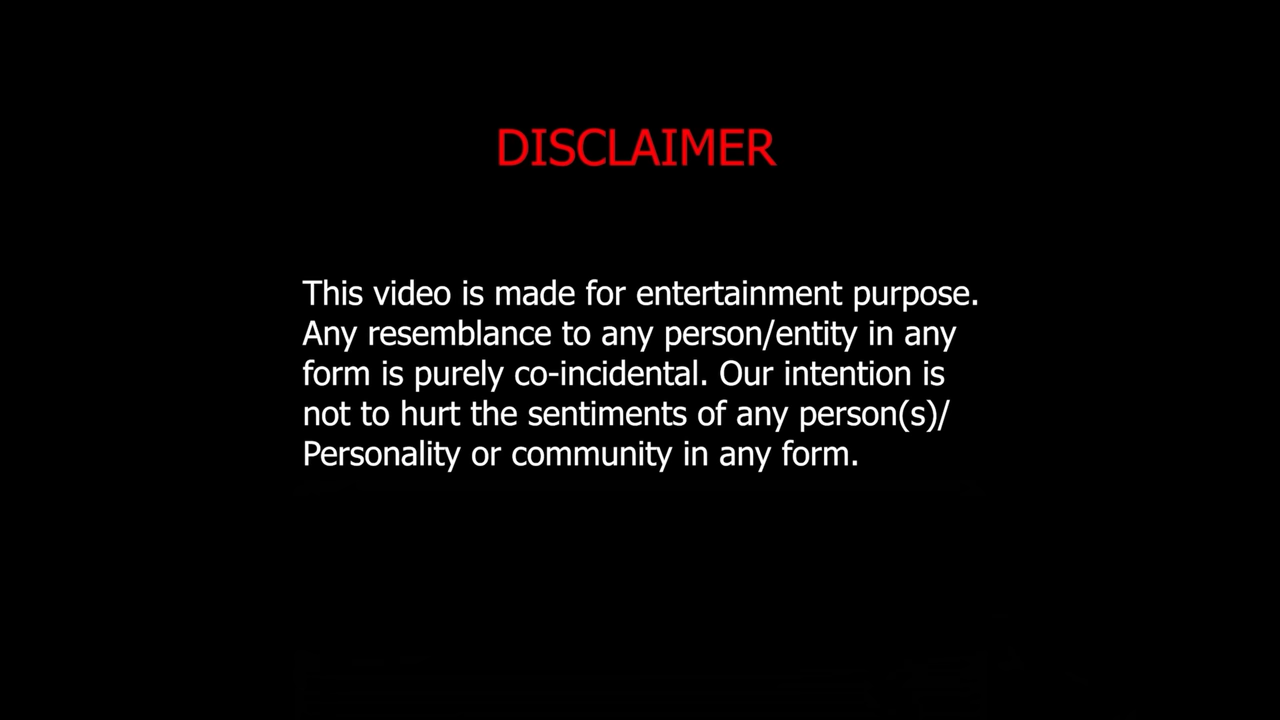 DISCLAIMER
This video is made for entertainment purpose.
Any resemblance to any person/entity in any
form is purely co-incidental. Our intention is
not to hurt the sentiments of any person(s)/
Personality or community in any form.